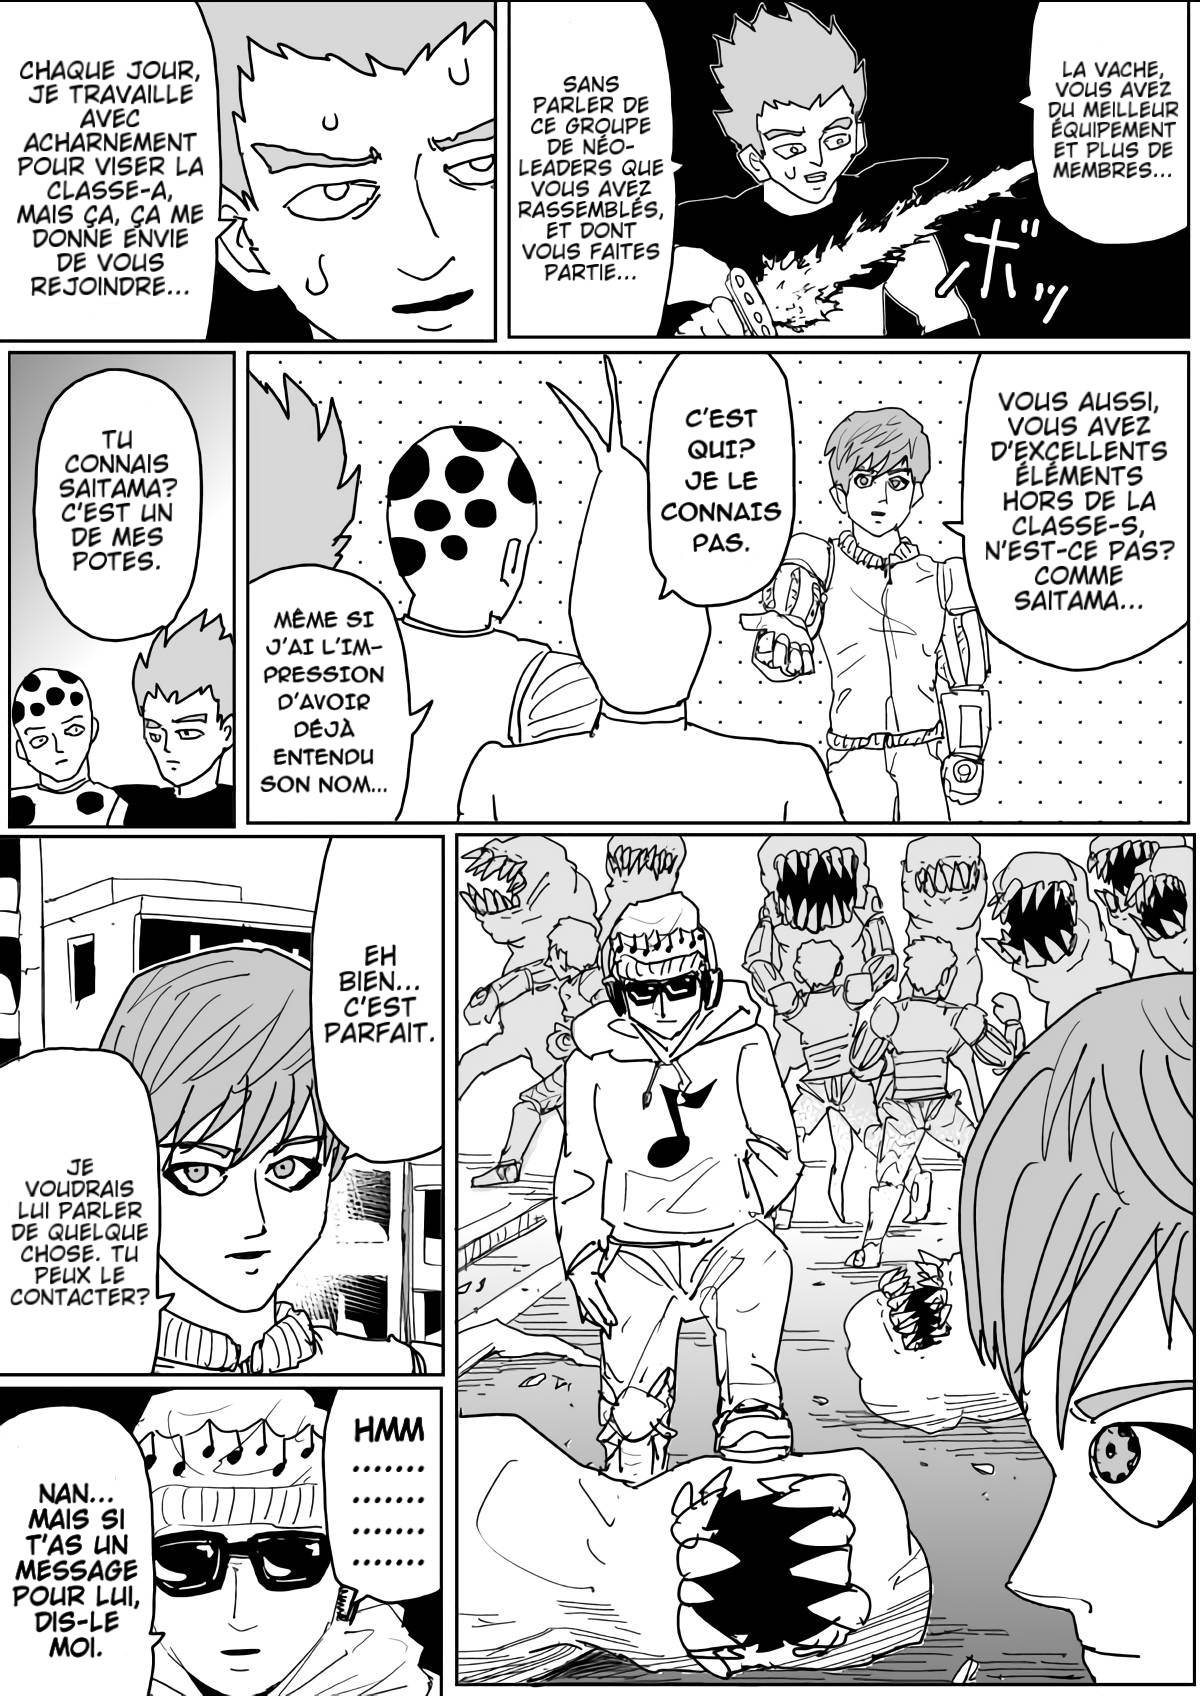 LA VACHE,
VOUS AVEZ
DU MEILLEUR
ÉQUIPEMENT
ET PLUS DE
MEMBRES...
SANS
PARLER DE
CE GROUPE
DE NÉO-
LEADERS QUE
VOUS AVEZ
RASSEMBLÉS,
ET DONT
VOUS FAITES
PARTIE...
ボッ
CHAQUE JOUR,
JE TRAVAILLE
AVEC
ACHARNEMENT
POUR VISER LA
CLASSE-A,
MAIS ÇA, ÇA ME
DONNE ENVIE
DE VOUS
REJOINDRE...
VOUS AUSSI,
VOUS AVEZ
D'EXCELLENTS
ÉLÉMENTS
HORS DE LA
CLASSE-S,
N'EST-CE PAS?
COMME
SAITAMA...
C'EST
QUI?
JE LE
CONNAIS
PAS.
MÊME SI
J'AI L'IM-
PRESSION
D'AVOIR
DÉJÀ
ENTENDU
SON NOM...
TU
CONNAIS
SAITAMA?
C'EST UN
DE MES
POTES.
EH
BIEN...
C'EST
PARFAIT.
JE
VOUDRAIS
LUI PARLER
DE QUELQUE
CHOSE. TU
PEUX LE
CONTACTER?
HMM
.......
.......
.......
.......
NAN...
MAIS SI
T'AS UN
MESSAGE
POUR LUI,
DIS-LE
MOI.